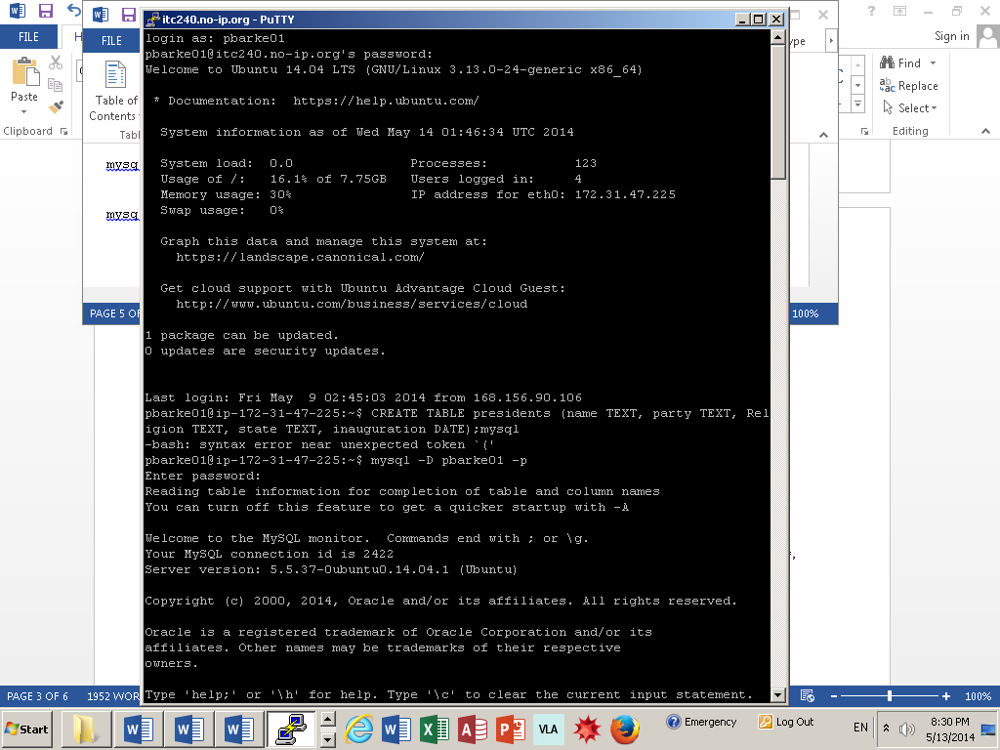 FILE
FILE
itc240.no-ip.org - PuTTY
Sign in
Paste
Clipboard
Table of
Contents
Find
Replace
Select
Editing
mysq
mysq
PAGE 5 OF
100%
login as: pbarke01
pbarke01@itc240.no-ip.org's password:
Welcome to Ubuntu 14.04 LTS (GNU/Linux 3.13.0-24-generic x86_64)
* Documentation:  https://help.ubuntu.com/
System information as of Wed May 14 01:46:34 UTC 2014
System load:  0.0               Processes:           123
Usage of /:   16.1% of 7.75GB   Users logged in:     4
Memory usage: 30%               IP address for eth0: 172.31.47.225
Swap usage:   0%
Graph this data and manage this system at:
https://landscape.canonical.com/
Get cloud support with Ubuntu Advantage Cloud Guest:
http://www.ubuntu.com/business/services/cloud
1 package can be updated.
0 updates are security updates.
Last login: Fri May  9 02:45:03 2014 from 168.156.90.106
pbarke01@ip-172-31-47-225:~$ CREATE TABLE presidents (name TEXT, party TEXT, Rel
igion TEXT, state TEXT, inauguration DATE);mysql
-bash: syntax error near unexpected token `('
pbarke01@ip-172-31-47-225:~$ mysql -D pbarke01 -p
Enter password:
Reading table information for completion of table and column names
You can turn off this feature to get a quicker startup with -A
Welcome to the MySQL monitor.  Commands end with ; or \g.
Your MySQL connection id is 2422
Server version: 5.5.37-0ubuntu0.14.04.1 (Ubuntu)
Copyright (c) 2000, 2014, Oracle and/or its affiliates. All rights reserved.
Oracle is a registered trademark of Oracle Corporation and/or its
affiliates. Other names may be trademarks of their respective
owners.
Type 'help;' or '\h' for help. Type '\c' to clear the current input statement.
PAGE 3 OF 6
1952 WOR
100%
Start
VLA
Emergency
Log Out
EN
8:30 PM
5/13/2014